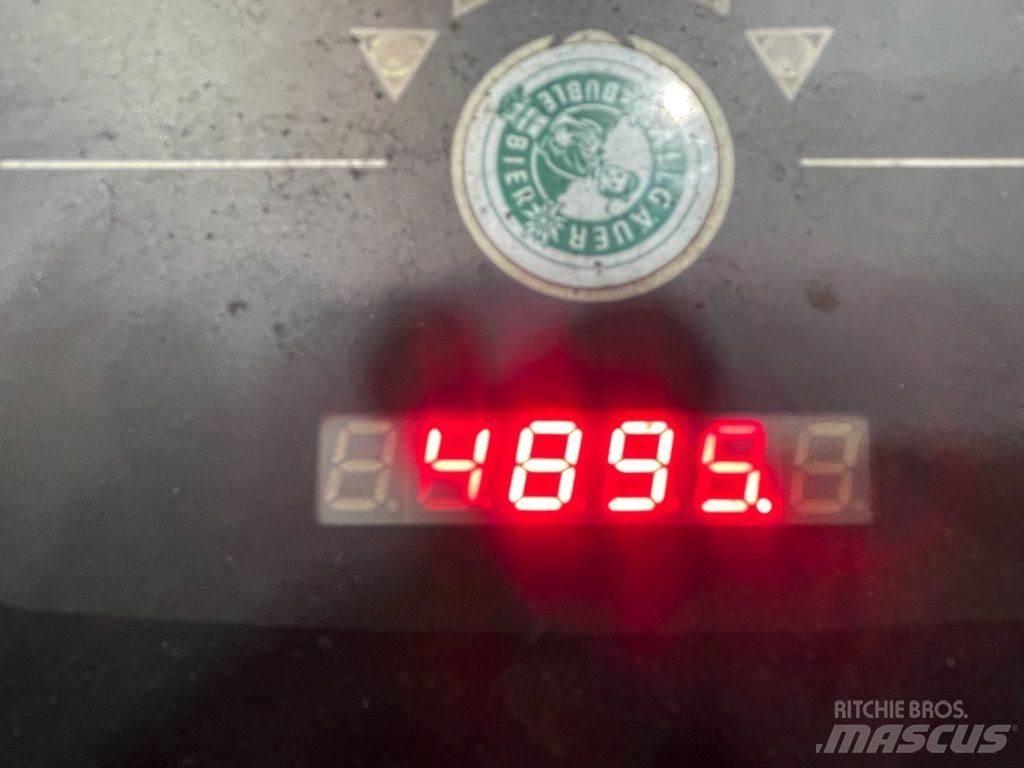 ALLGÄUER
BÜBLE
BIER
4895.
RITCHIE BROS.
MASCUS